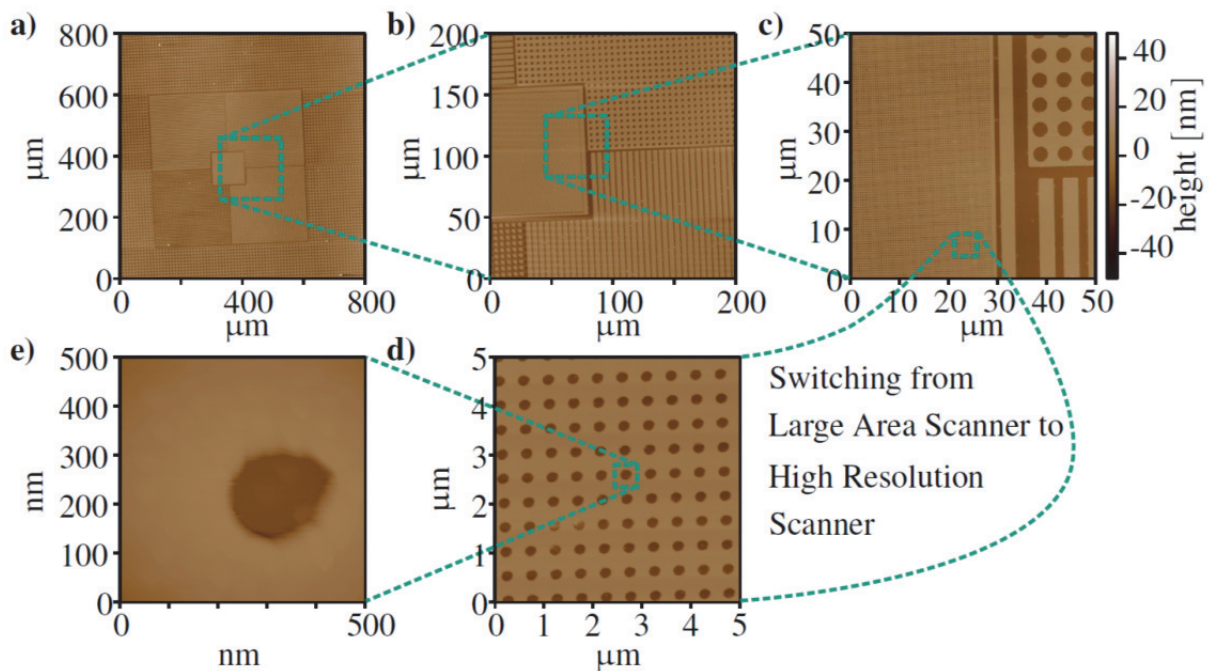 a)
800
600
400
200
0
μm
0
400
800
μm
b)
200
150
100
50
0
μm
0
100
200
μm
c)
50
40
30
20
10
0
0
10
20
30
40
50
μm
40
20
0
-20
-40
height [nm]
e)
500
400
300
200
100
0
nm
0
500
nm
d)
5
4
3
2
1
0
μm
0
1
2
3
4
5
μm
Switching from
Large Area Scanner to
High Resolution
Scanner